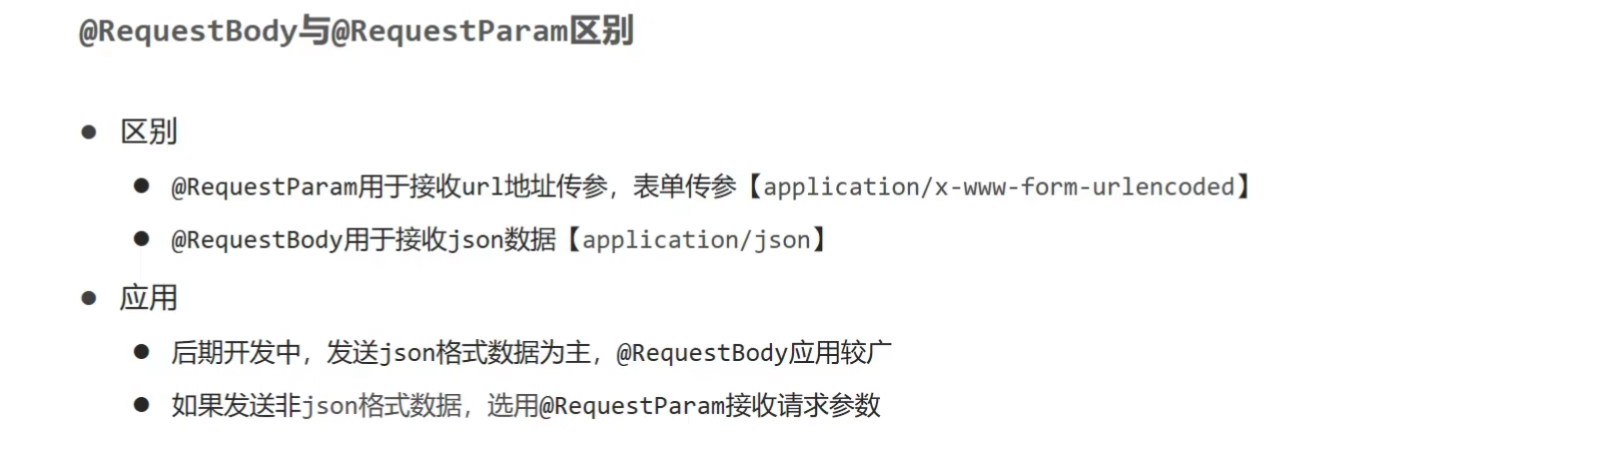 @RequestBody与@RequestParam区别
● 区别
● @RequestParam用于接收url地址传参，表单传参【application/x-www-form-urlencoded】
● @RequestBody用于接收json数据【application/json】
● 应用
● 后期开发中，发送json格式数据为主，@RequestBody应用较广
● 如果发送非json格式数据，选用@RequestParam接收请求参数